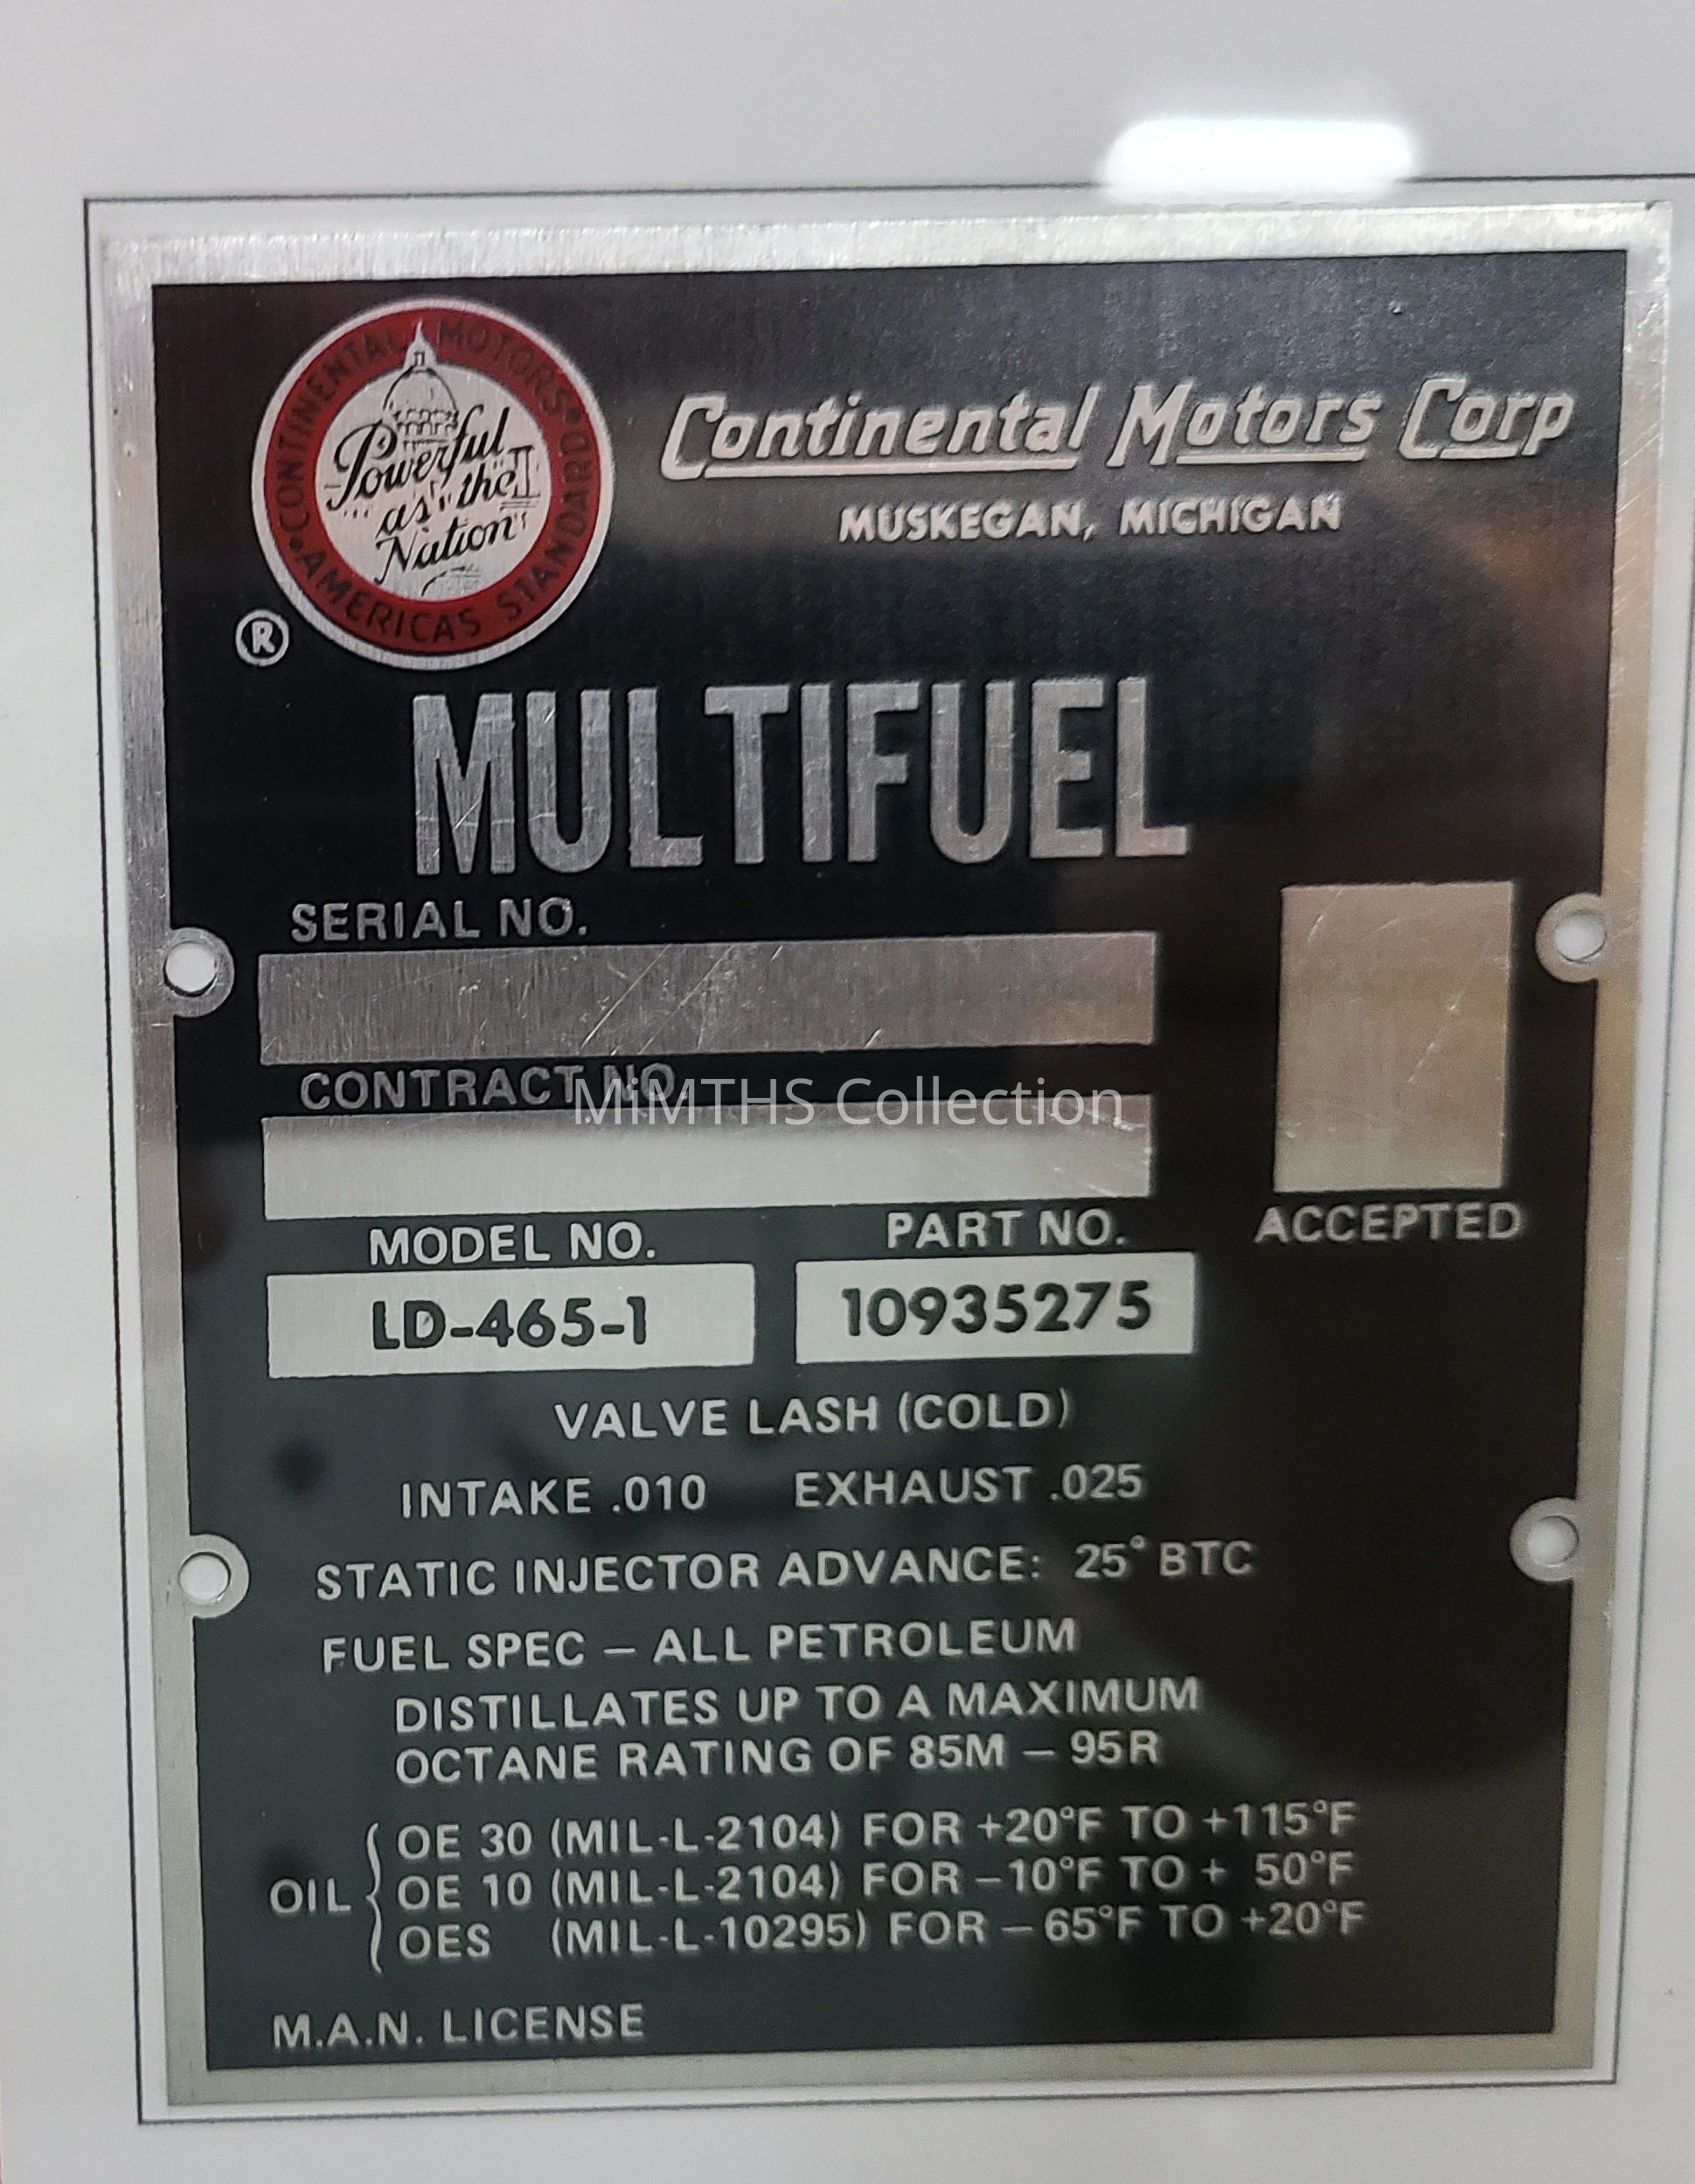 CONTINENTAL MOTORS • AMERICAS STANDARD •
Powerful
as the
Nation
®
Continental Motors Corp
MUSKEGAN, MICHIGAN
MULTIFUEL
SERIAL NO.
CONTRACT NO.
MiMTHS Collection
MODEL NO. PART NO. ACCEPTED
LD-465-1 10935275
VALVE LASH (COLD)
INTAKE .010 EXHAUST .025
STATIC INJECTOR ADVANCE: 25° BTC
FUEL SPEC – ALL PETROLEUM
DISTILLATES UP TO A MAXIMUM
OCTANE RATING OF 85M – 95R
OE 30 (MIL-L-2104) FOR +20°F TO +115°F
OIL { OE 10 (MIL-L-2104) FOR –10°F TO + 50°F
OES (MIL-L-10295) FOR – 65°F TO +20°F
M.A.N. LICENSE